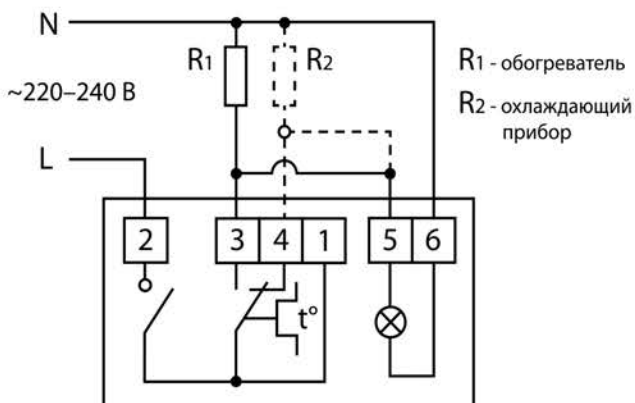 N
R1
R2
R1 - обогреватель
~220–240 В
R2 - охлаждающий
прибор
L
2
3
4
1
5
6
t°